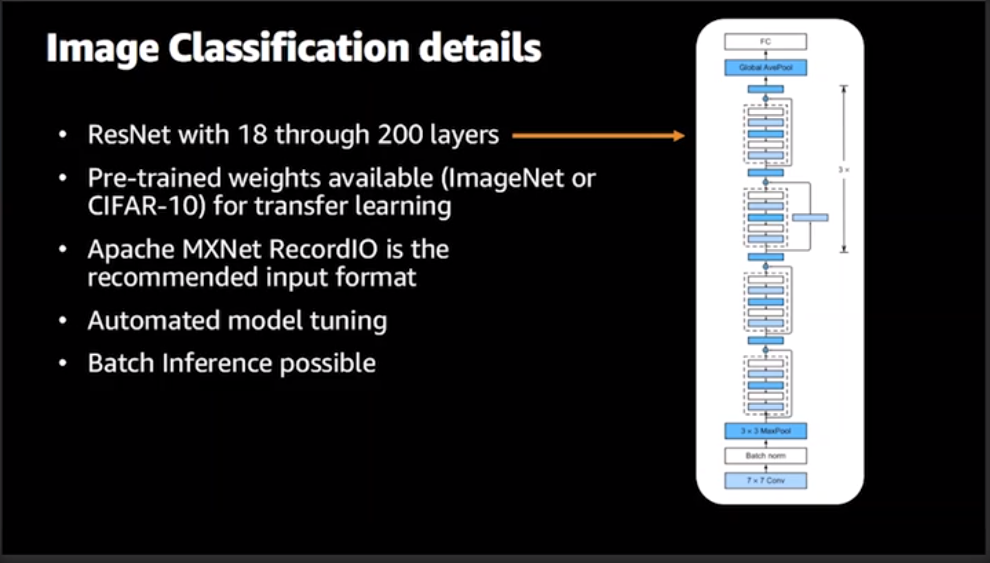 Image Classification details
• ResNet with 18 through 200 layers
• Pre-trained weights available (ImageNet or
CIFAR-10) for transfer learning
• Apache MXNet RecordIO is the
recommended input format
• Automated model tuning
• Batch Inference possible
FC
Global AvePool
3 ×
3 × 3 MaxPool
Batch norm
7 × 7 Conv